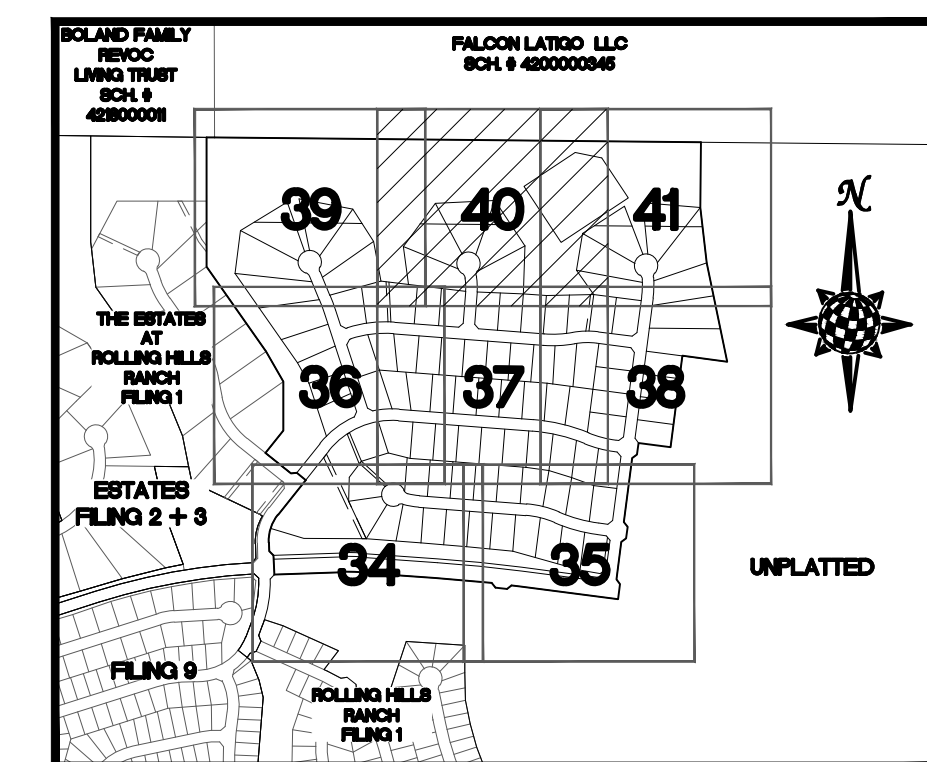 BOLAND FAMILY
REVOC
LIVING TRUST
SCH. #
4218000011
FALCON LATIGO LLC
SCH. # 4200000345
N
39
40
41
THE ESTATES
AT
ROLLING HILLS
RANCH
FILING 1
36
37
38
ESTATES
FILING 2 + 3
34
35
UNPLATTED
FILING 9
ROLLING HILLS
RANCH
FILING 1